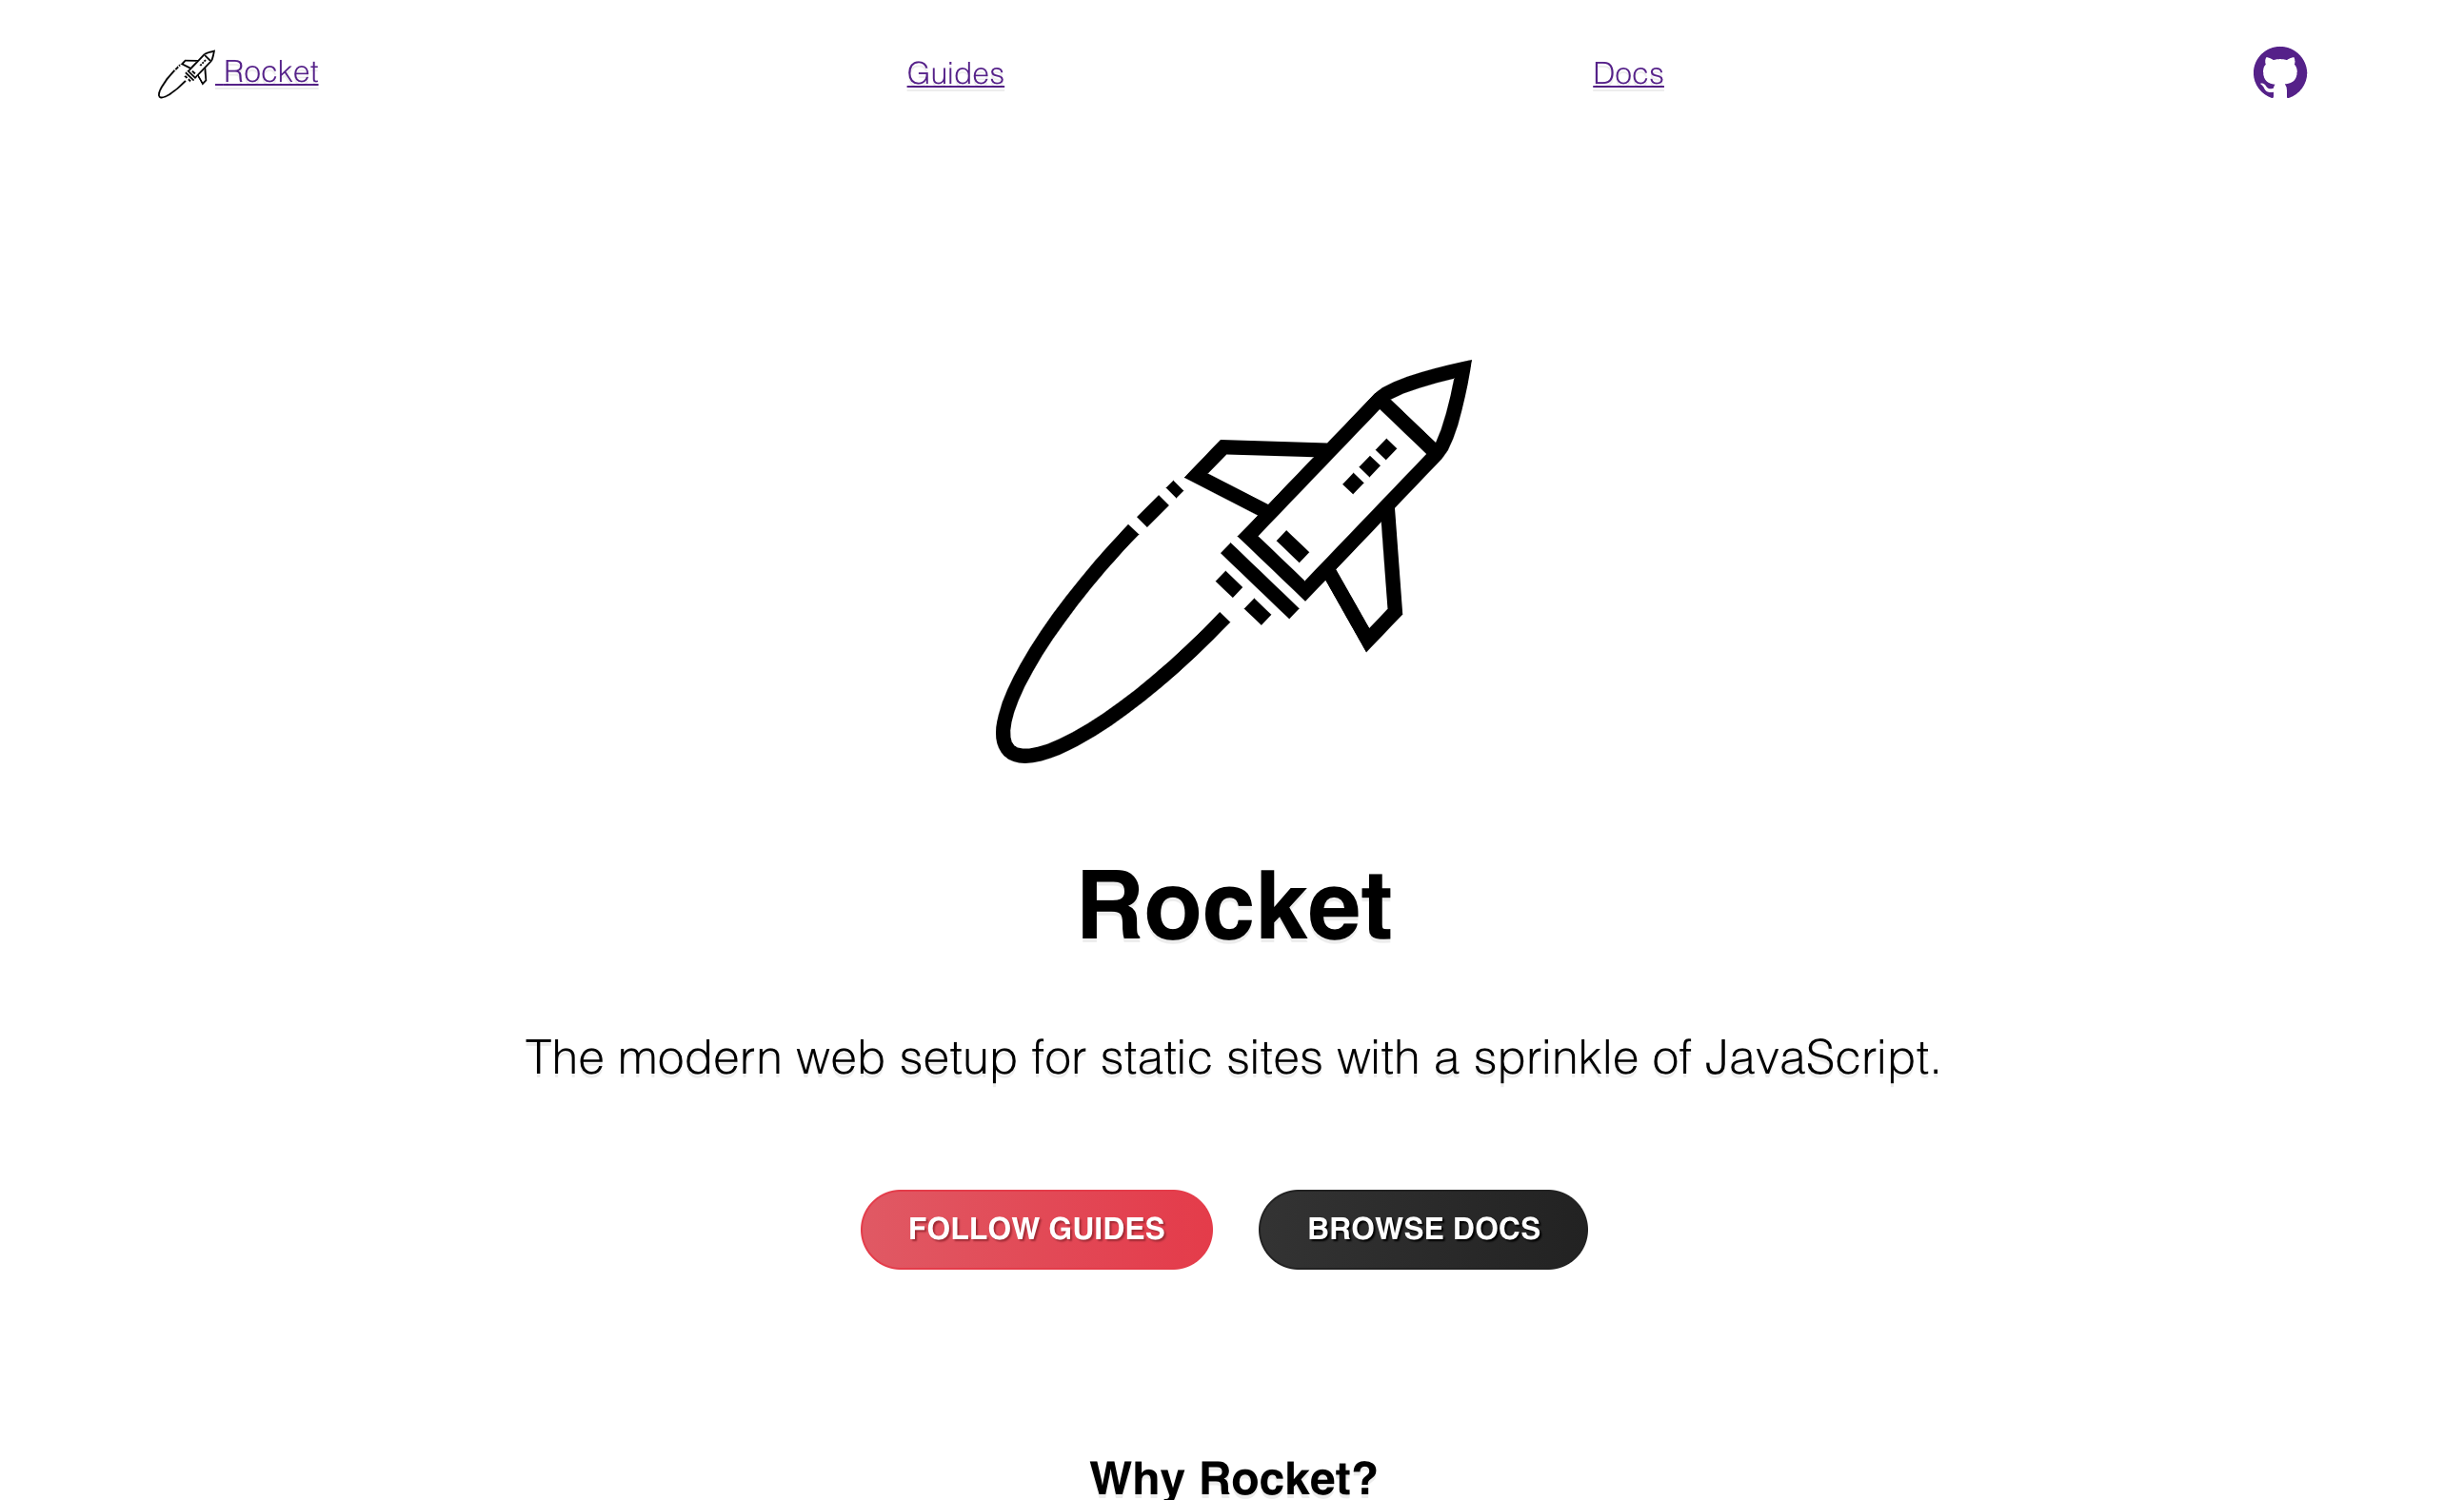 Rocket
Guides
Docs
Rocket
The modern web setup for static sites with a sprinkle of JavaScript.
FOLLOW GUIDES
BROWSE DOCS
Why Rocket?